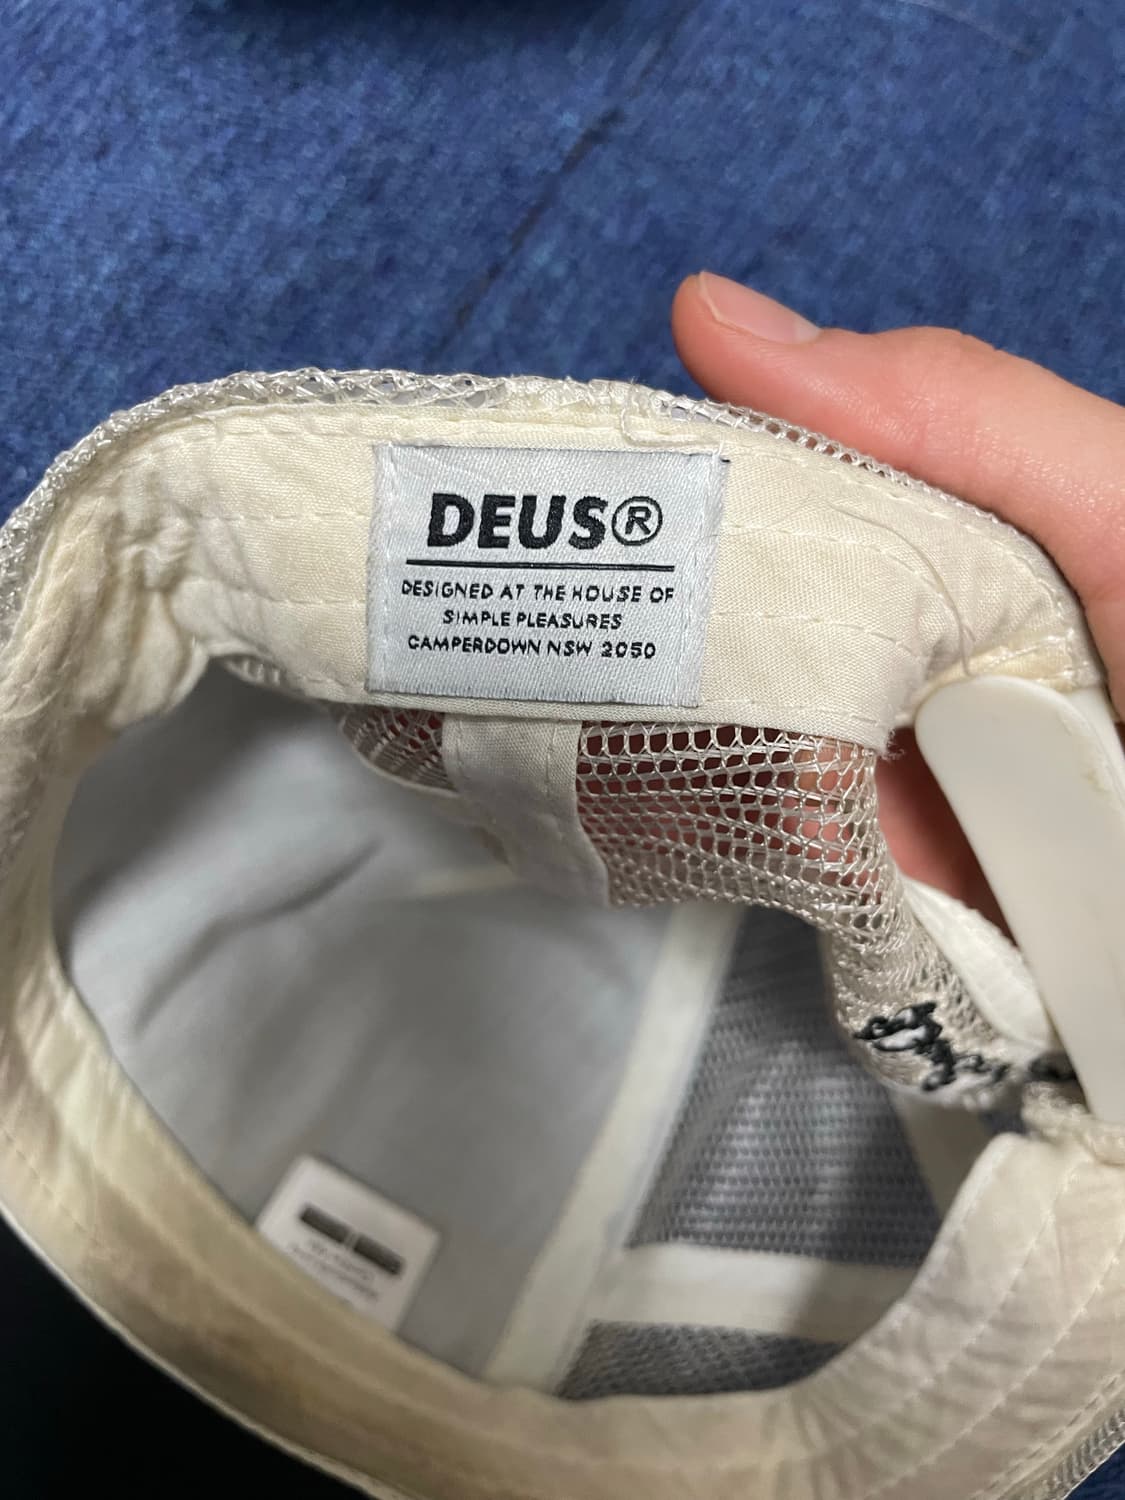 DEUS®
DESIGNED AT THE HOUSE OF
SIMPLE PLEASURES
CAMPERDOWN NSW 2050